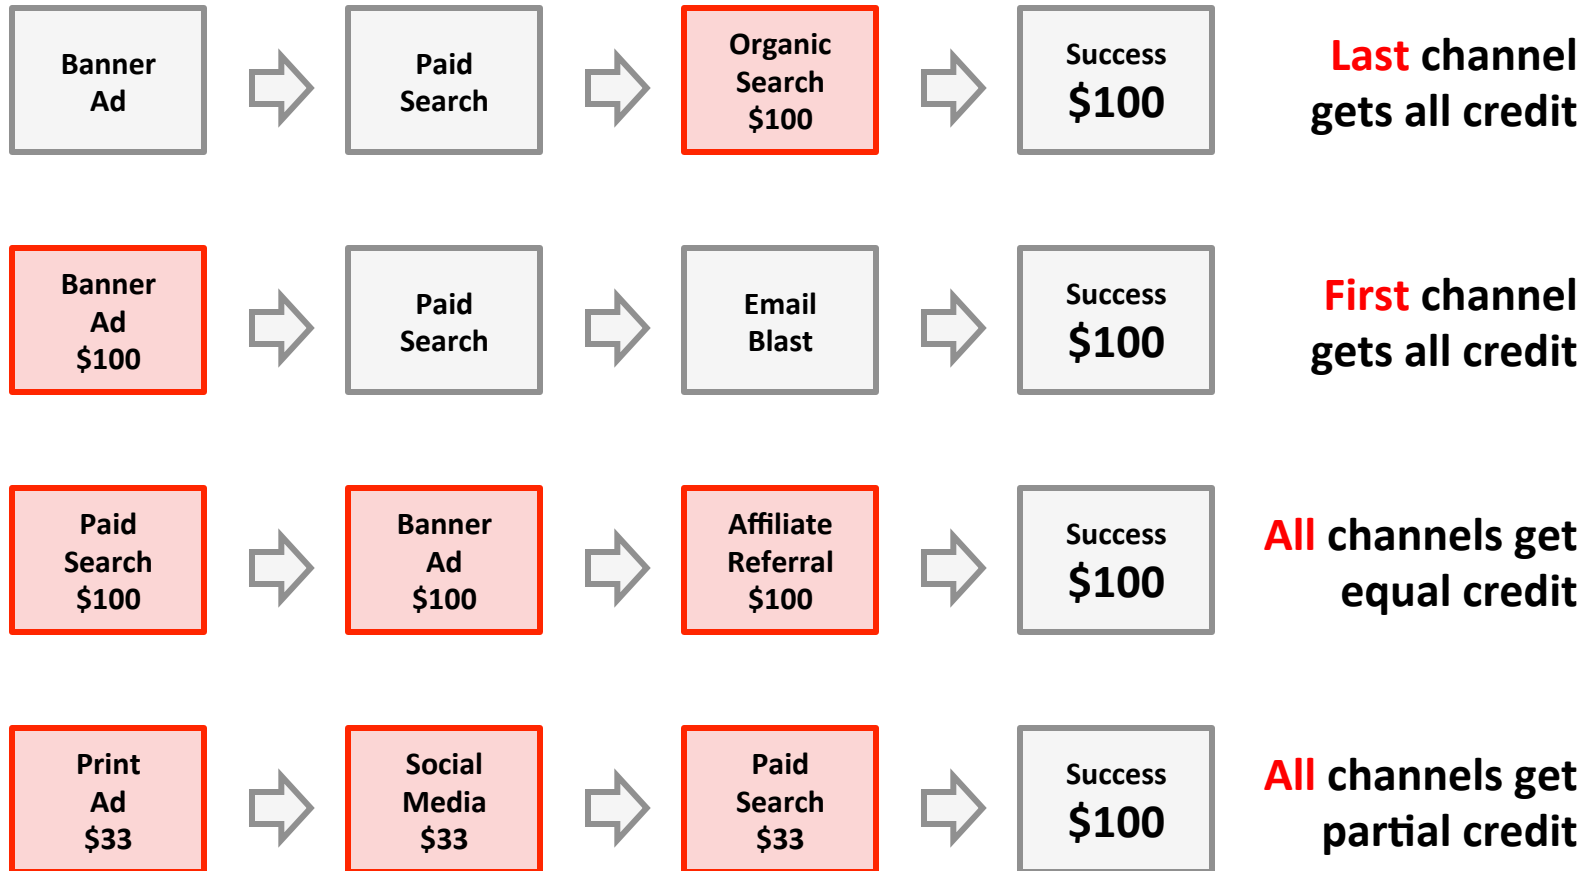 Banner
Ad
Paid
Search
Organic
Search
$100
Success
$100
Last channel
gets all credit
Banner
Ad
$100
Paid
Search
Email
Blast
Success
$100
First channel
gets all credit
Paid
Search
$100
Banner
Ad
$100
Affiliate
Referral
$100
Success
$100
All channels get
equal credit
Print
Ad
$33
Social
Media
$33
Paid
Search
$33
Success
$100
All channels get
partial credit